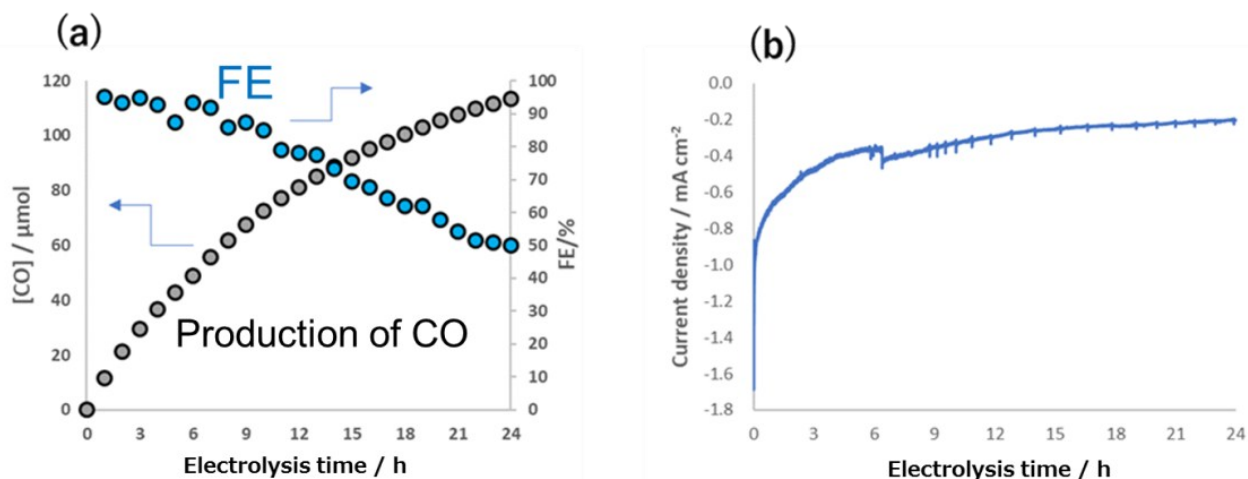 (a)
FE
120
100
80
60
40
20
0
[CO] / μmol
100
90
80
70
60
50
40
30
20
10
0
FE/%
Production of CO
0 3 6 9 12 15 18 21 24
Electrolysis time / h
(b)
0.0
-0.2
-0.4
-0.6
-0.8
-1.0
-1.2
-1.4
-1.6
-1.8
Current density / mA cm⁻²
0 3 6 9 12 15 18 21 24
Electrolysis time / h